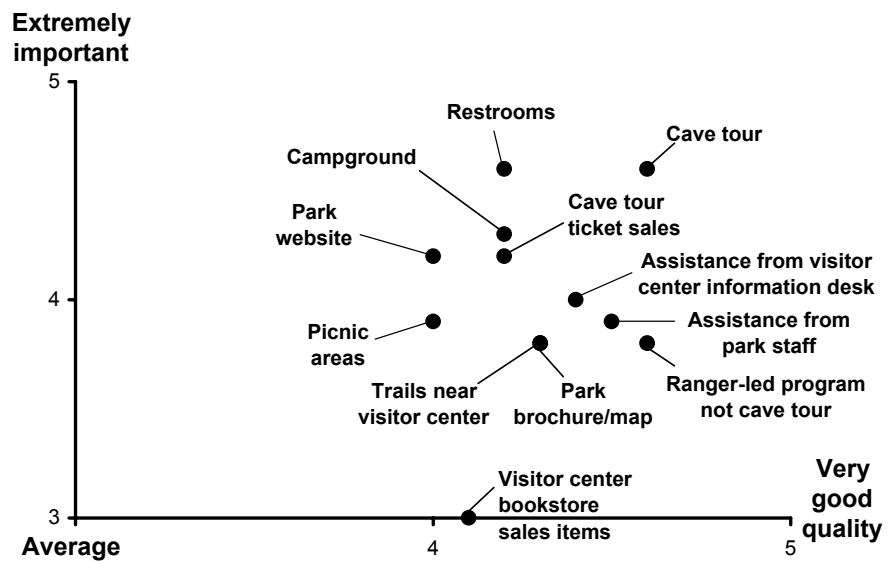 Extremely
important
5
Restrooms
Cave tour
Campground
Cave tour
ticket sales
Park
website
Assistance from visitor
center information desk
4
Assistance from
park staff
Picnic
areas
Ranger-led program
not cave tour
Trails near
visitor center
Park
brochure/map
Visitor center
bookstore
sales items
Very
good
quality
3
Average
4
5